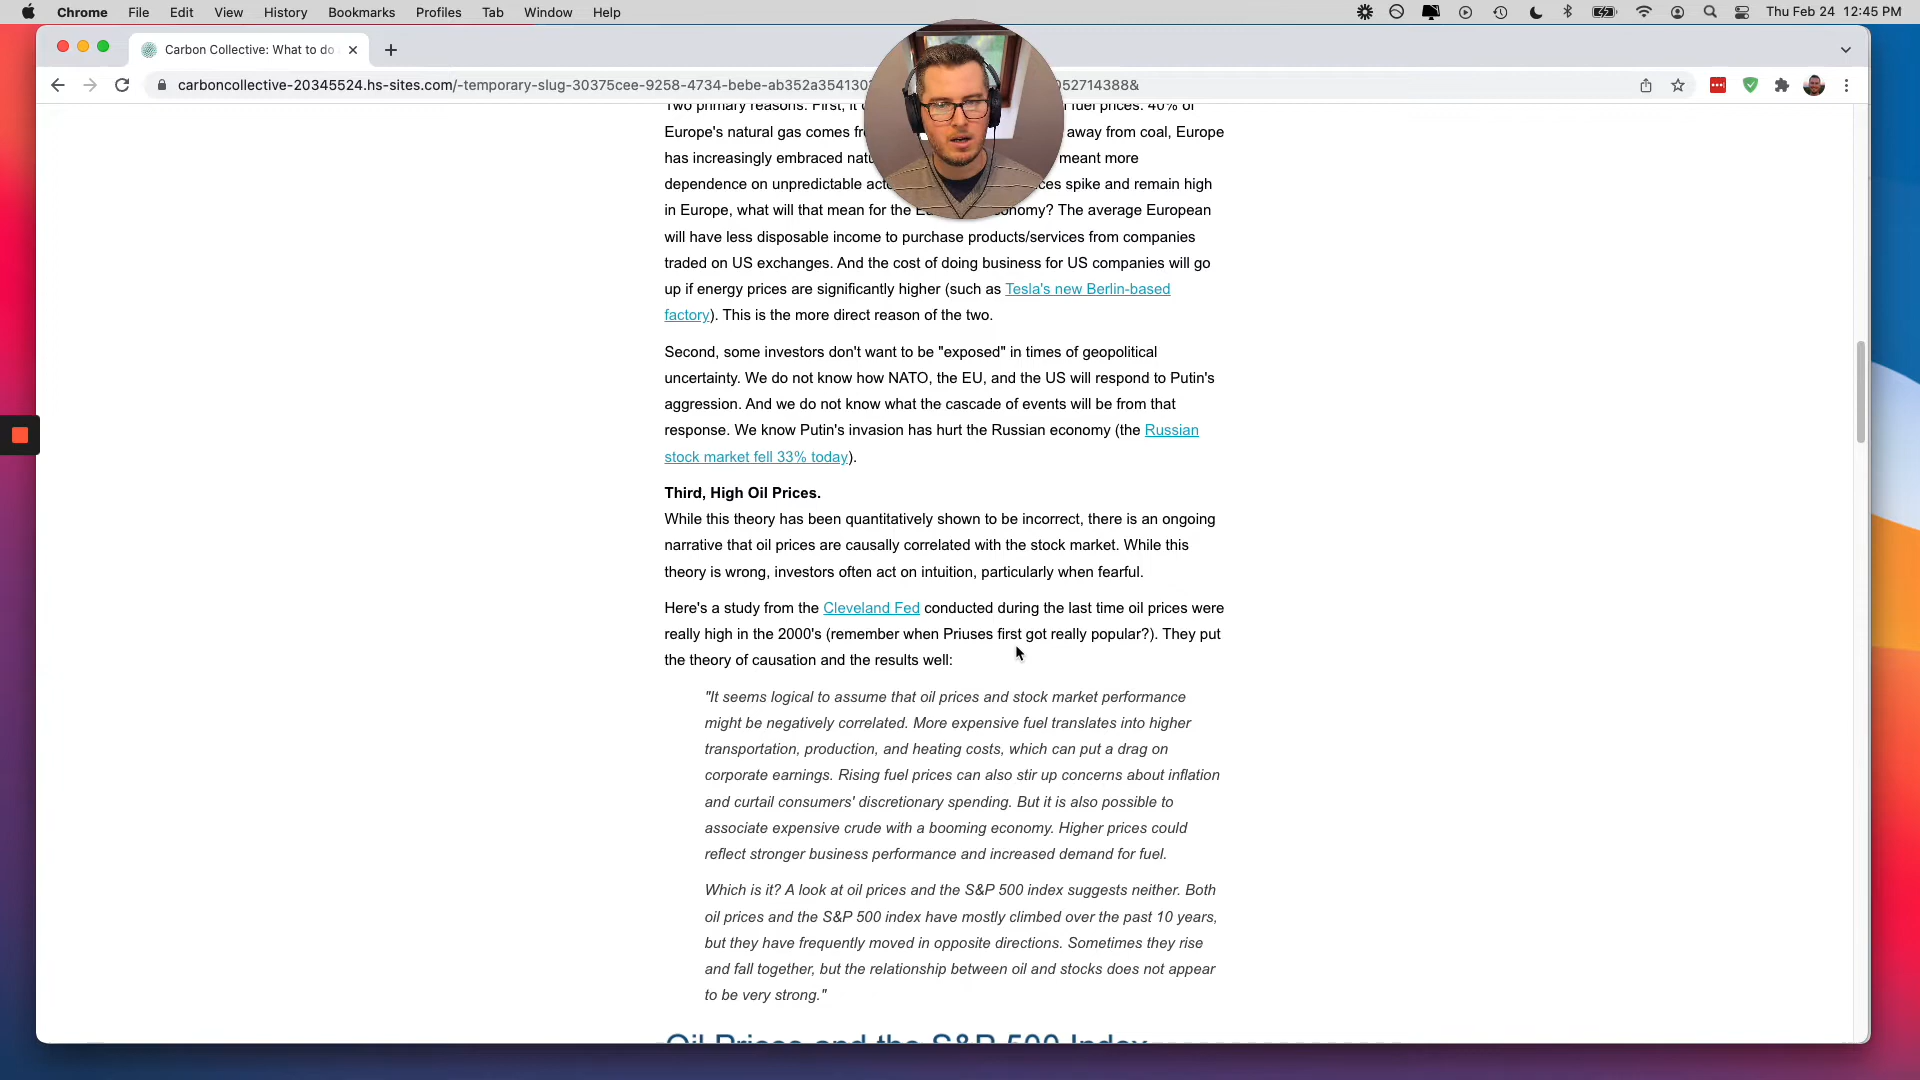 Chrome File Edit View History Bookmarks Profiles Tab Window Help Thu Feb 24 12:45 PM
Carbon Collective: What to do
carboncollective-20345524.hs-sites.com/-temporary-slug-30375cee-9258-4734-bebe-ab352a35413 52714388&
Two primary reasons. First, it fuel prices. 40% of
Europe's natural gas comes away from coal, Europe
has increasingly embraced meant more
dependence on unpredictable spike and remain high
in Europe, what will that mean for the ? The average European
will have less disposable income to purchase products/services from companies
traded on US exchanges. And the cost of doing business for US companies will go
up if energy prices are significantly higher (such as Tesla's new Berlin-based
factory). This is the more direct reason of the two.
Second, some investors don't want to be "exposed" in times of geopolitical
uncertainty. We do not know how NATO, the EU, and the US will respond to Putin's
aggression. And we do not know what the cascade of events will be from that
response. We know Putin's invasion has hurt the Russian economy (the Russian
stock market fell 33% today).
Third, High Oil Prices.
While this theory has been quantitatively shown to be incorrect, there is an ongoing
narrative that oil prices are causally correlated with the stock market. While this
theory is wrong, investors often act on intuition, particularly when fearful.
Here's a study from the Cleveland Fed conducted during the last time oil prices were
really high in the 2000's (remember when Priuses first got really popular?). They put
the theory of causation and the results well:
"It seems logical to assume that oil prices and stock market performance
might be negatively correlated. More expensive fuel translates into higher
transportation, production, and heating costs, which can put a drag on
corporate earnings. Rising fuel prices can also stir up concerns about inflation
and curtail consumers' discretionary spending. But it is also possible to
associate expensive crude with a booming economy. Higher prices could
reflect stronger business performance and increased demand for fuel.
Which is it? A look at oil prices and the S&P 500 index suggests neither. Both
oil prices and the S&P 500 index have mostly climbed over the past 10 years,
but they have frequently moved in opposite directions. Sometimes they rise
and fall together, but the relationship between oil and stocks does not appear
to be very strong."
Oil Prices and the S&P 500 Index